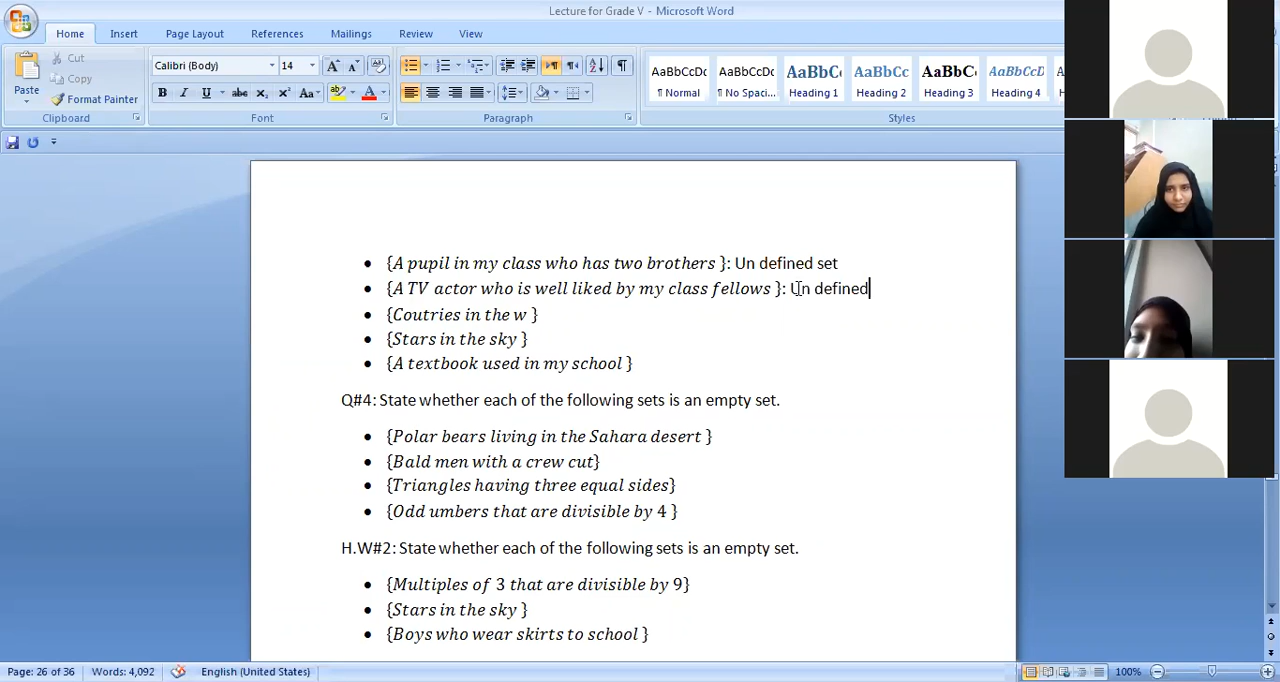 Lecture for Grade V - Microsoft Word
Home Insert Page Layout References Mailings Review View
Paste
Cut
Copy
Format Painter
Clipboard
Calibri (Body) 14
B I U abc X₂ X² Aa
Font
Paragraph
AaBbCcDc AaBbCcDc AaBbC AaBbCc AaBbCc AaBbCcI
¶ Normal ¶ No Spaci... Heading 1 Heading 2 Heading 3 Heading 4
Styles
• {A pupil in my class who has two brothers }: Un defined set
• {A TV actor who is well liked by my class fellows }: Un defined
• {Coutries in the w }
• {Stars in the sky }
• {A textbook used in my school }
Q#4: State whether each of the following sets is an empty set.
• {Polar bears living in the Sahara desert }
• {Bald men with a crew cut}
• {Triangles having three equal sides}
• {Odd umbers that are divisible by 4 }
H.W#2: State whether each of the following sets is an empty set.
• {Multiples of 3 that are divisible by 9}
• {Stars in the sky }
• {Boys who wear skirts to school }
Page: 26 of 36 Words: 4,092 English (United States) 100%